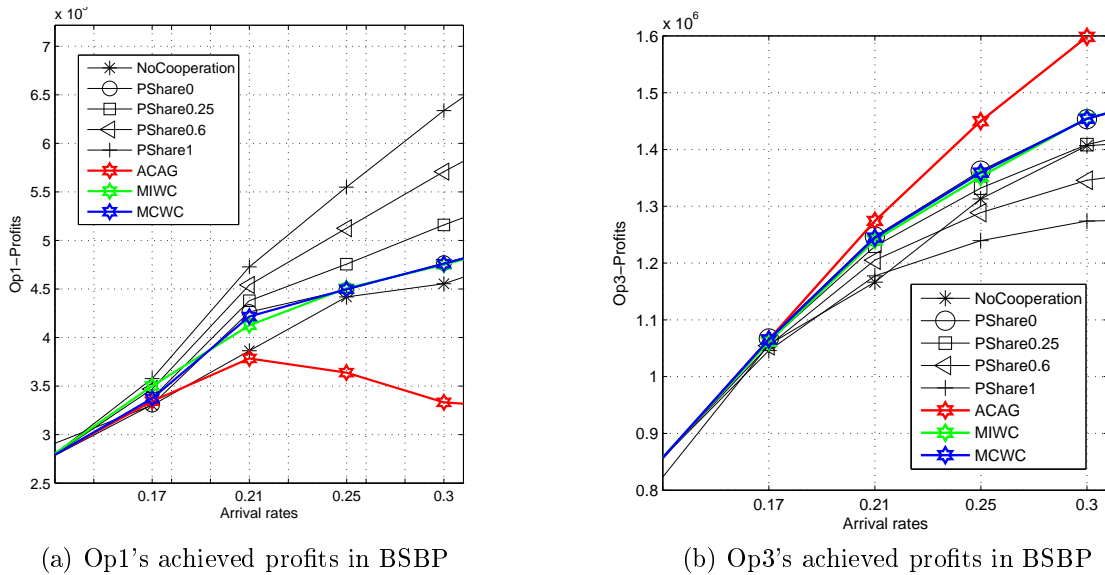 x 10
7
6.5
6
5.5
5
4.5
4
3.5
3
2.5
Op1−Profits
NoCooperation
PShare0
PShare0.25
PShare0.6
PShare1
ACAG
MIWC
MCWC
0.17
0.21
0.25
0.3
Arrival rates
(a) Op1's achieved profits in BSBP
x 10^6
1.6
1.4
1.3
1.2
1.1
1
0.9
0.8
Op3−Profits
NoCooperation
PShare0
PShare0.25
PShare0.6
PShare1
ACAG
MIWC
MCWC
0.17
0.21
0.25
0.3
Arrival rates
(b) Op3's achieved profits in BSBP